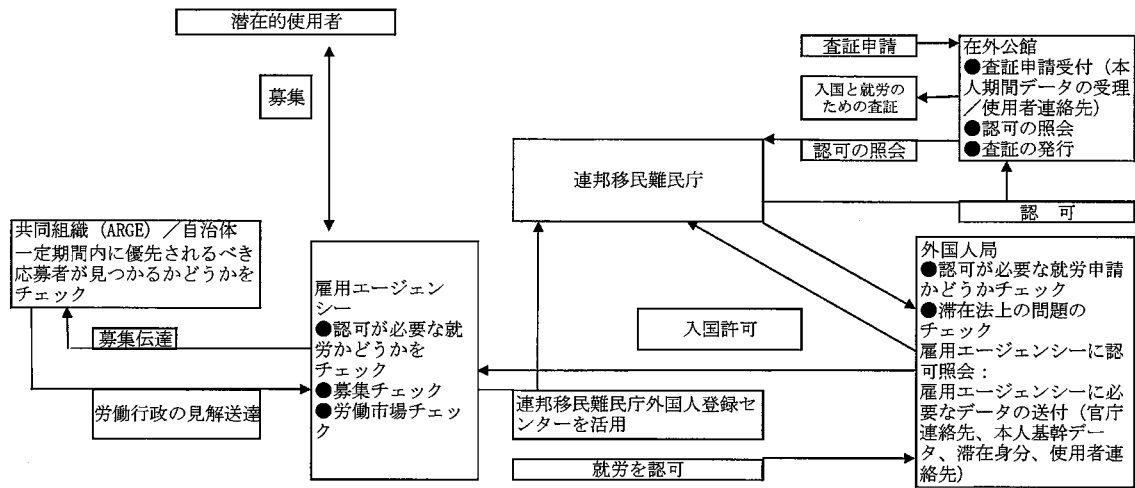 潜在的使用者
募集
査証申請
入国と就労の
ための査証
認可の照会
在外公館
●査証申請受付（本
人期間データの受理
／使用者連絡先）
●認可の照会
●査証の発行
連邦移民難民庁
認　可
共同組織（ARGE）／自治体
一定期間内に優先されるべき
応募者が見つかるかどうかを
チェック
募集伝達
労働行政の見解送達
雇用エージェン
シー
●認可が必要な就
労かどうかを
チェック
●募集チェック
●労働市場チェッ
ク
入国許可
連邦移民難民庁外国人登録セ
ンターを活用
就労を認可
外国人局
●認可が必要な就労申請
かどうかチェック
●滞在法上の問題の
チェック
雇用エージェンシーに認
可照会：
雇用エージェンシーに必
要なデータの送付（官庁
連絡先、本人基幹デー
タ、滞在身分、使用者連
絡先）